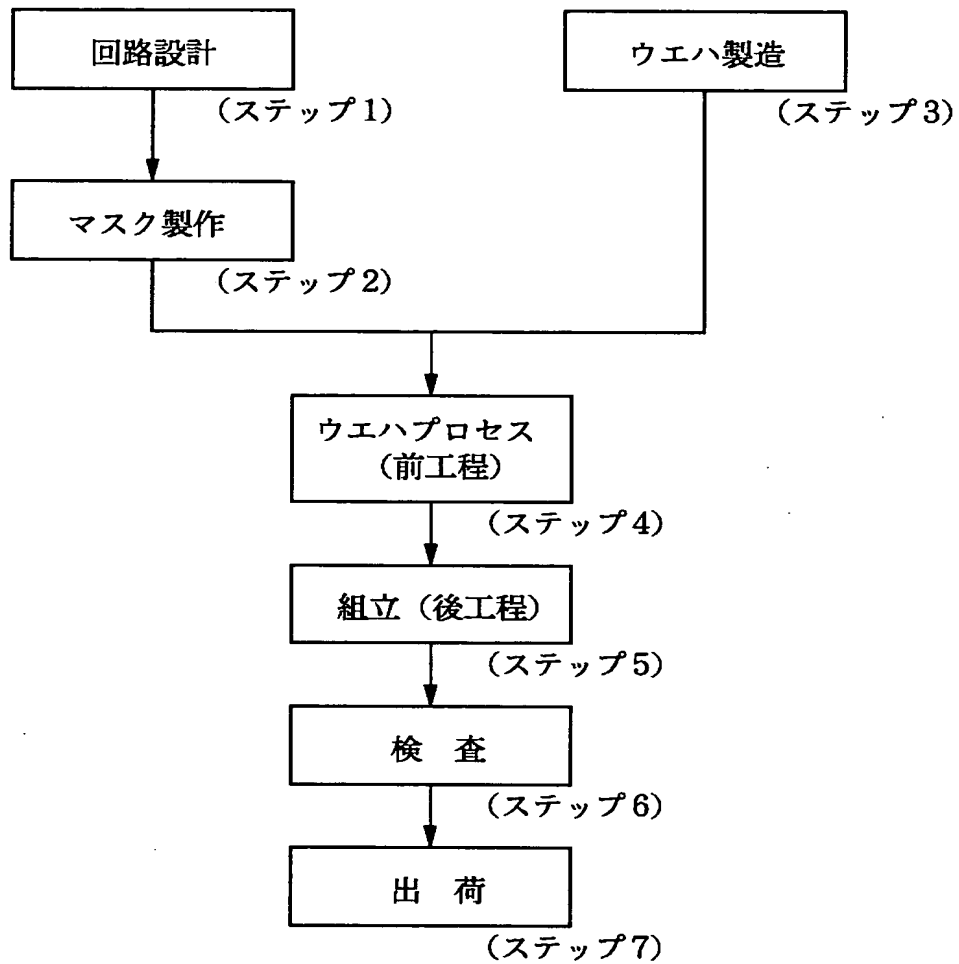 回路設計
(ステップ1)
ウエハ製造
(ステップ3)
マスク製作
(ステップ2)
ウエハプロセス
(前工程)
(ステップ4)
組立(後工程)
(ステップ5)
検 査
(ステップ6)
出 荷
(ステップ7)